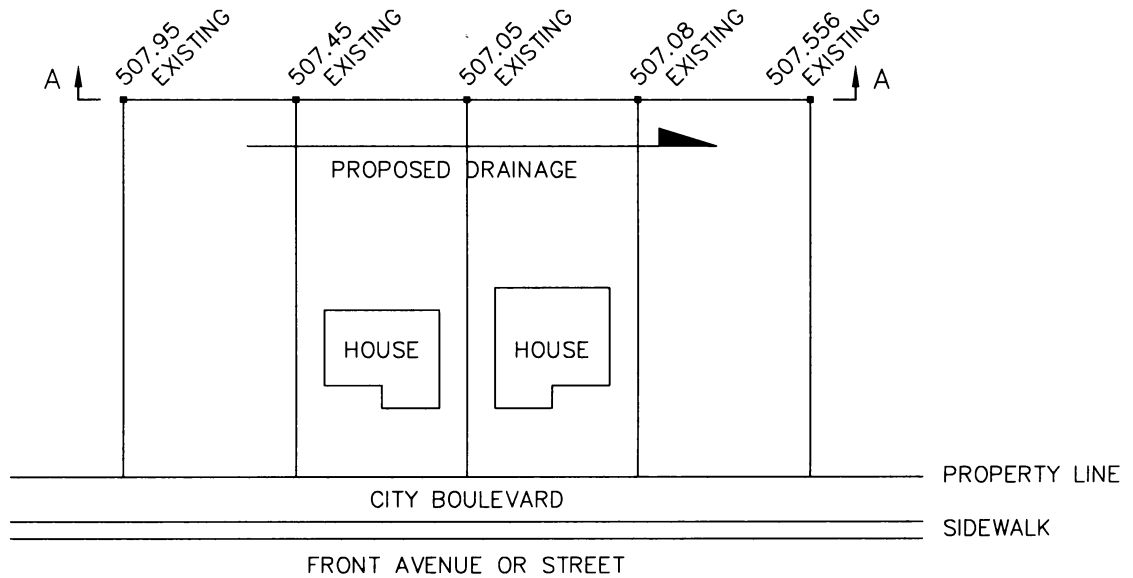 507.95
EXISTING
507.45
EXISTING
507.05
EXISTING
507.08
EXISTING
507.556
EXISTING
A
A
PROPOSED DRAINAGE
HOUSE
HOUSE
PROPERTY LINE
CITY BOULEVARD
SIDEWALK
FRONT AVENUE OR STREET